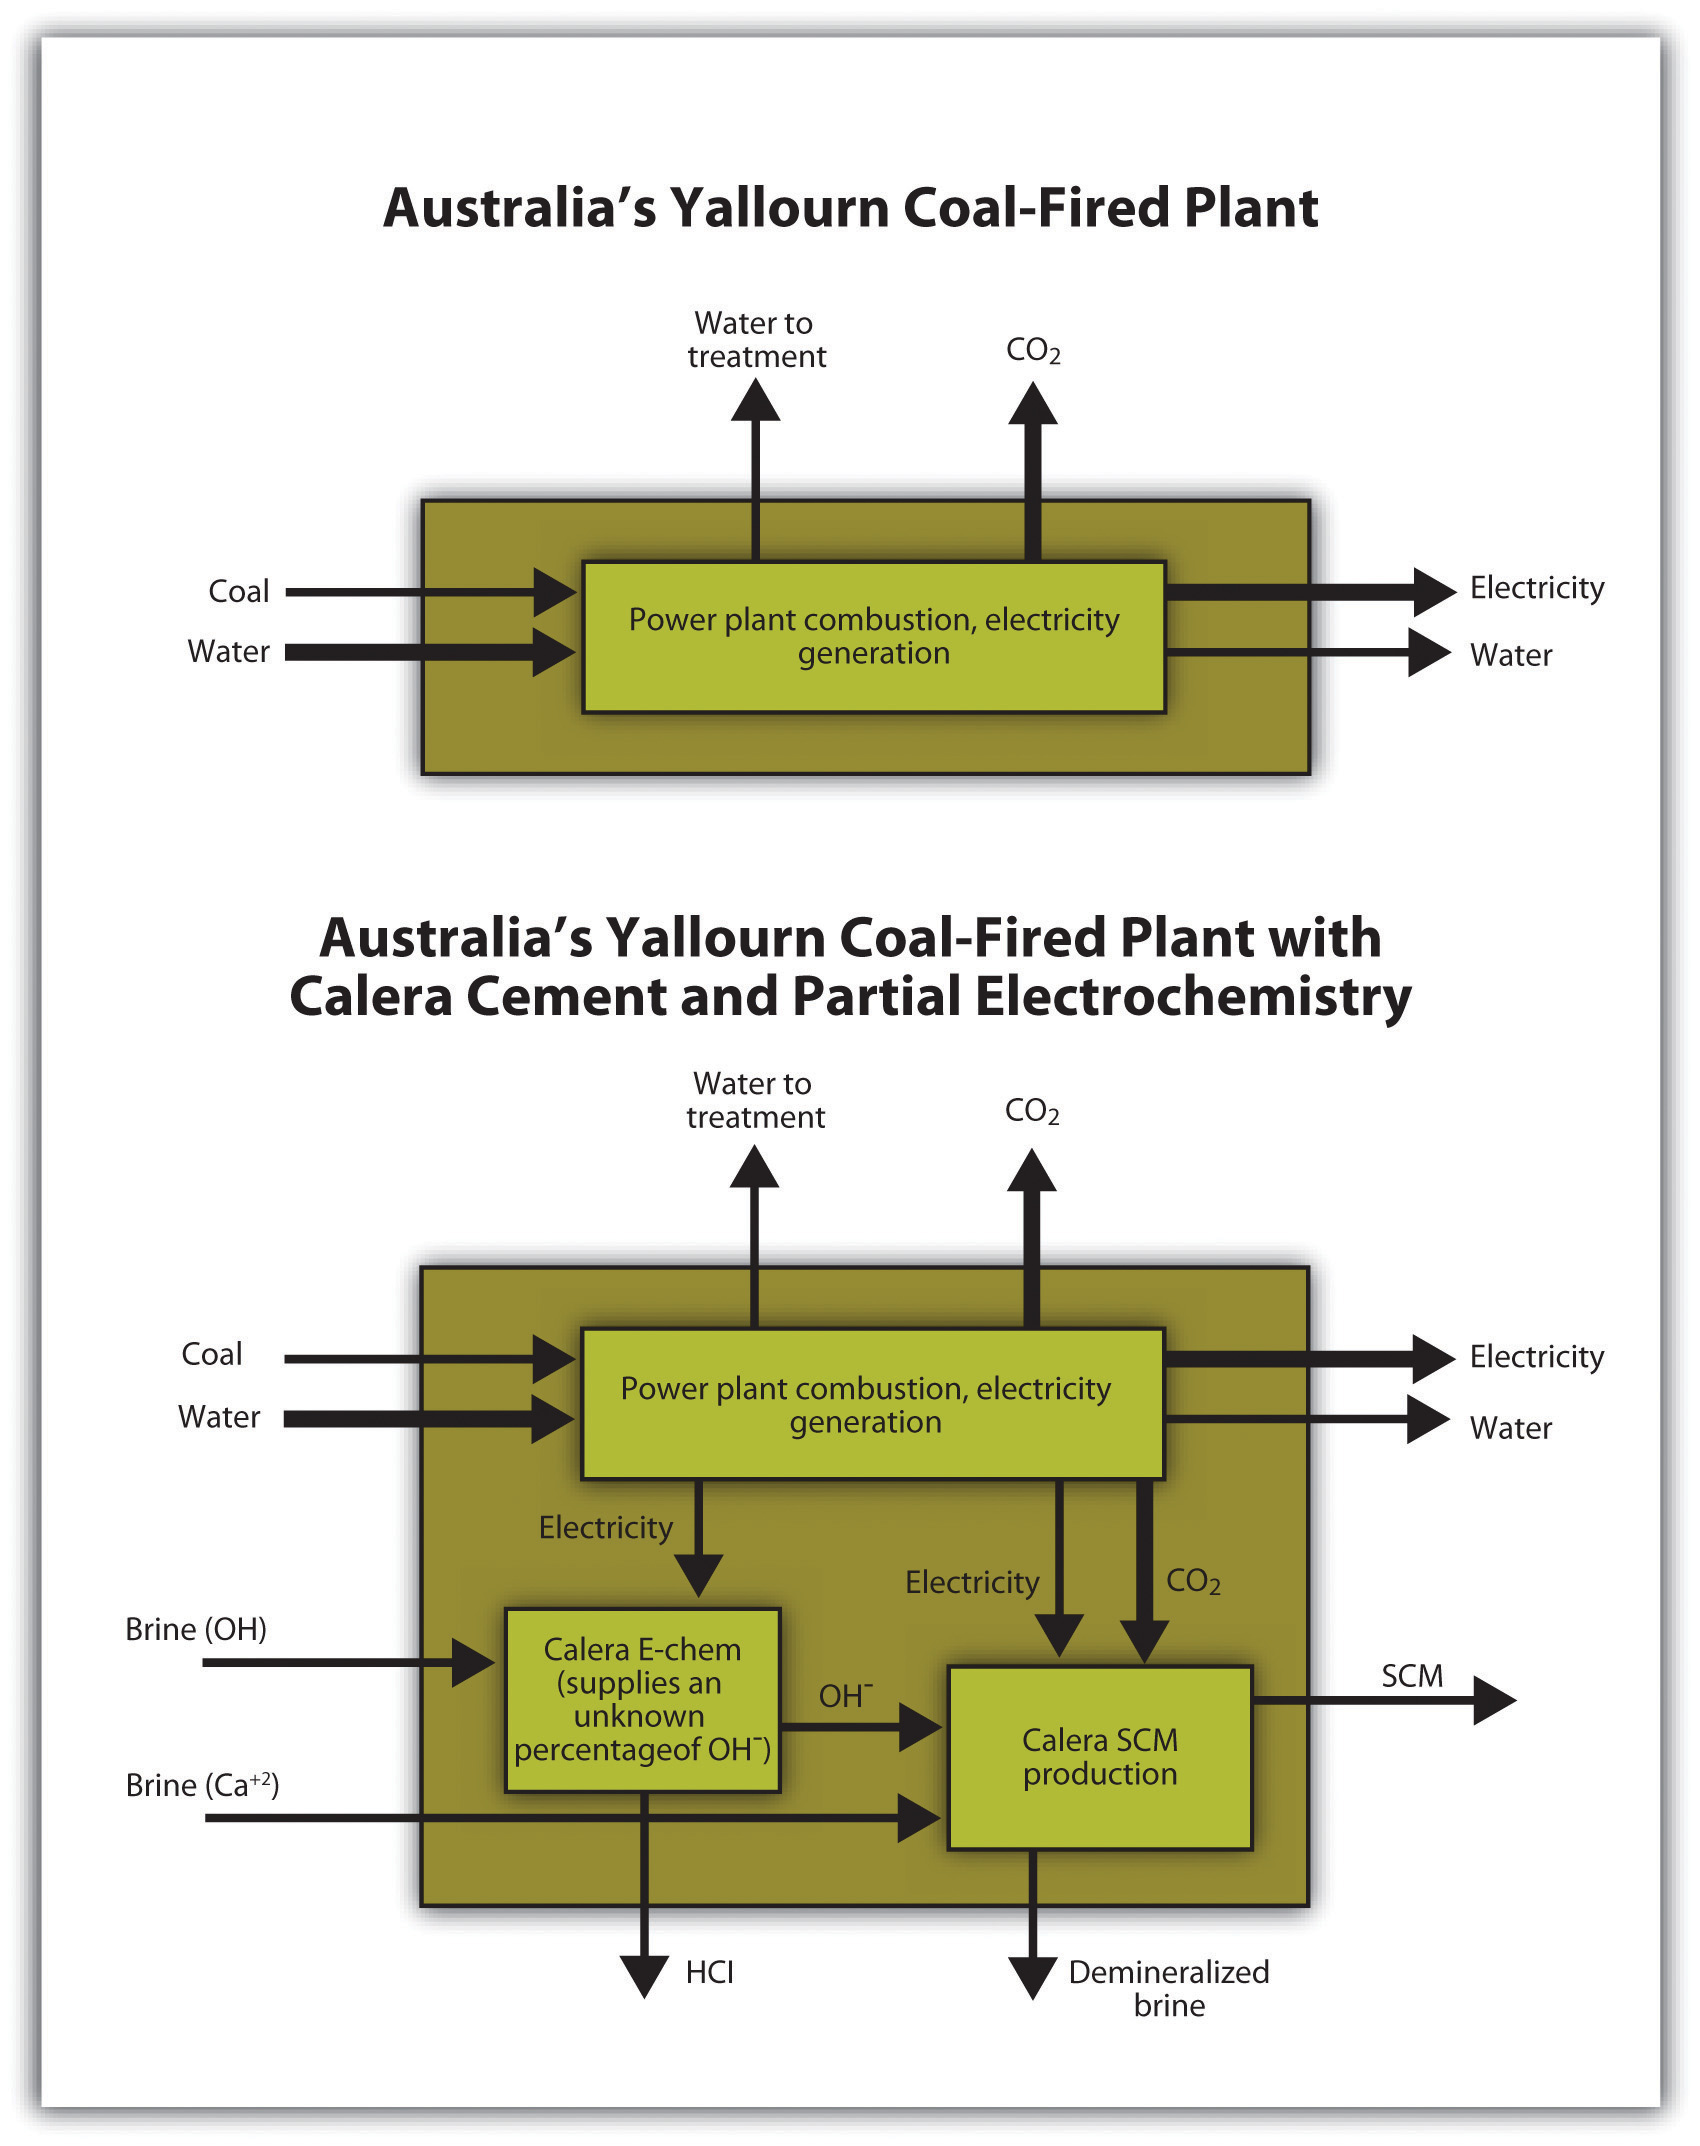 Australia’s Yallourn Coal-Fired Plant
Water to
treatment
CO₂
Coal
Water
Power plant combustion, electricity
generation
Electricity
Water
Australia’s Yallourn Coal-Fired Plant with
Calera Cement and Partial Electrochemistry
Water to
treatment
CO₂
Coal
Water
Power plant combustion, electricity
generation
Electricity
Water
Electricity
Electricity
CO₂
Brine (OH)
Calera E-chem
(supplies an
unknown
percentageof OH⁻)
OH⁻
Calera SCM
production
SCM
Brine (Ca⁺²)
HCl
Demineralized
brine